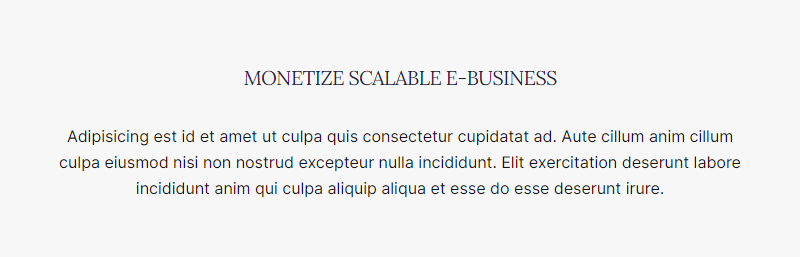 MONETIZE SCALABLE E-BUSINESS
Adipisicing est id et amet ut culpa quis consectetur cupidatat ad. Aute cillum anim cillum
culpa eiusmod nisi non nostrud excepteur nulla incididunt. Elit exercitation deserunt labore
incididunt anim qui culpa aliquip aliqua et esse do esse deserunt irure.